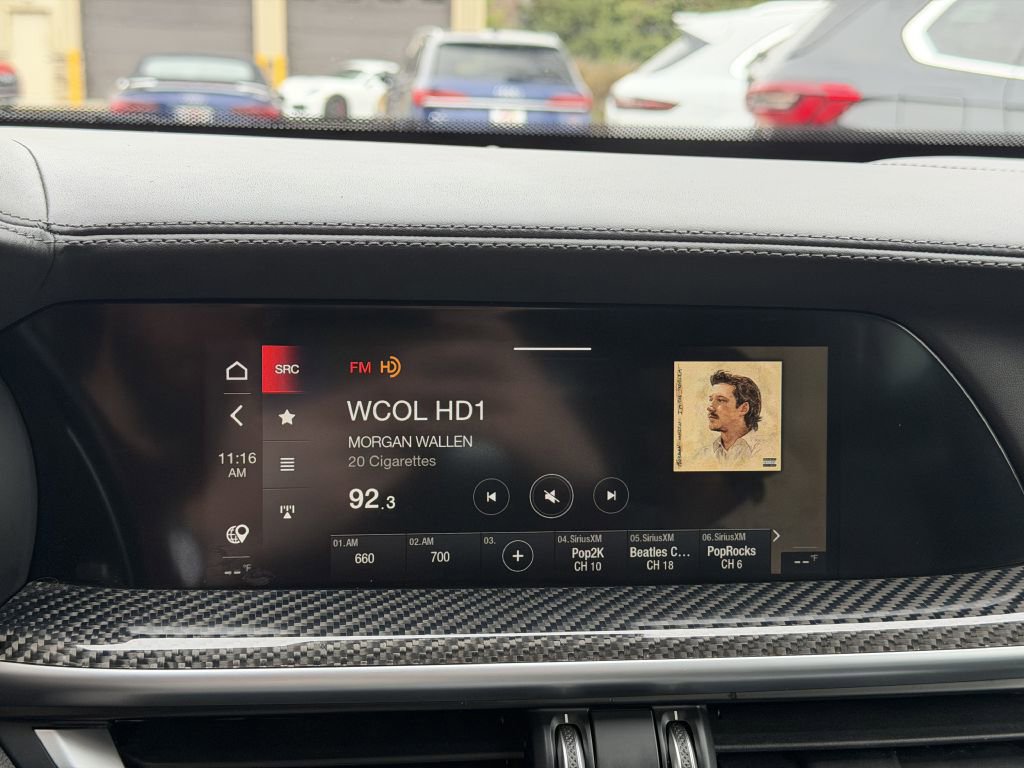 SRC
FM HD
WCOL HD1
MORGAN WALLEN
20 Cigarettes
11:16
AM
92.3
01.AM
660
02.AM
700
03.
+
04.SiriusXM
Pop2K
CH 10
05.SiriusXM
Beatles C...
CH 18
06.SiriusXM
PopRocks
CH 6
--°F
--°F